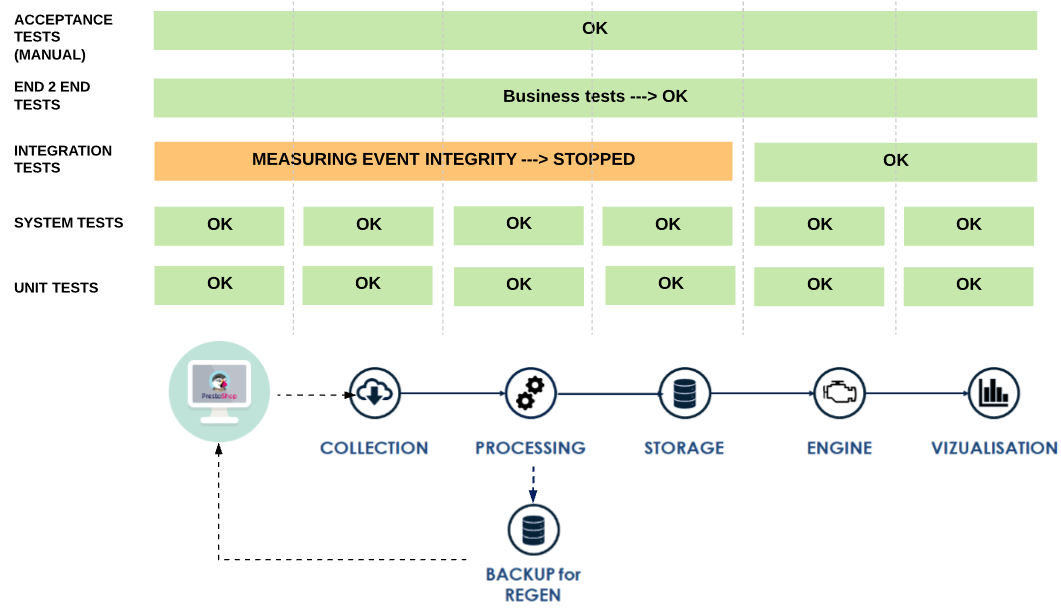 ACCEPTANCE
TESTS
(MANUAL)
OK
END 2 END
TESTS
Business tests ---> OK
INTEGRATION
TESTS
MEASURING EVENT INTEGRITY ---> STOPPED
OK
SYSTEM TESTS
OK
OK
OK
OK
OK
OK
UNIT TESTS
OK
OK
OK
OK
OK
OK
PrestaShop
COLLECTION
PROCESSING
STORAGE
ENGINE
VIZUALISATION
BACKUP for
REGEN